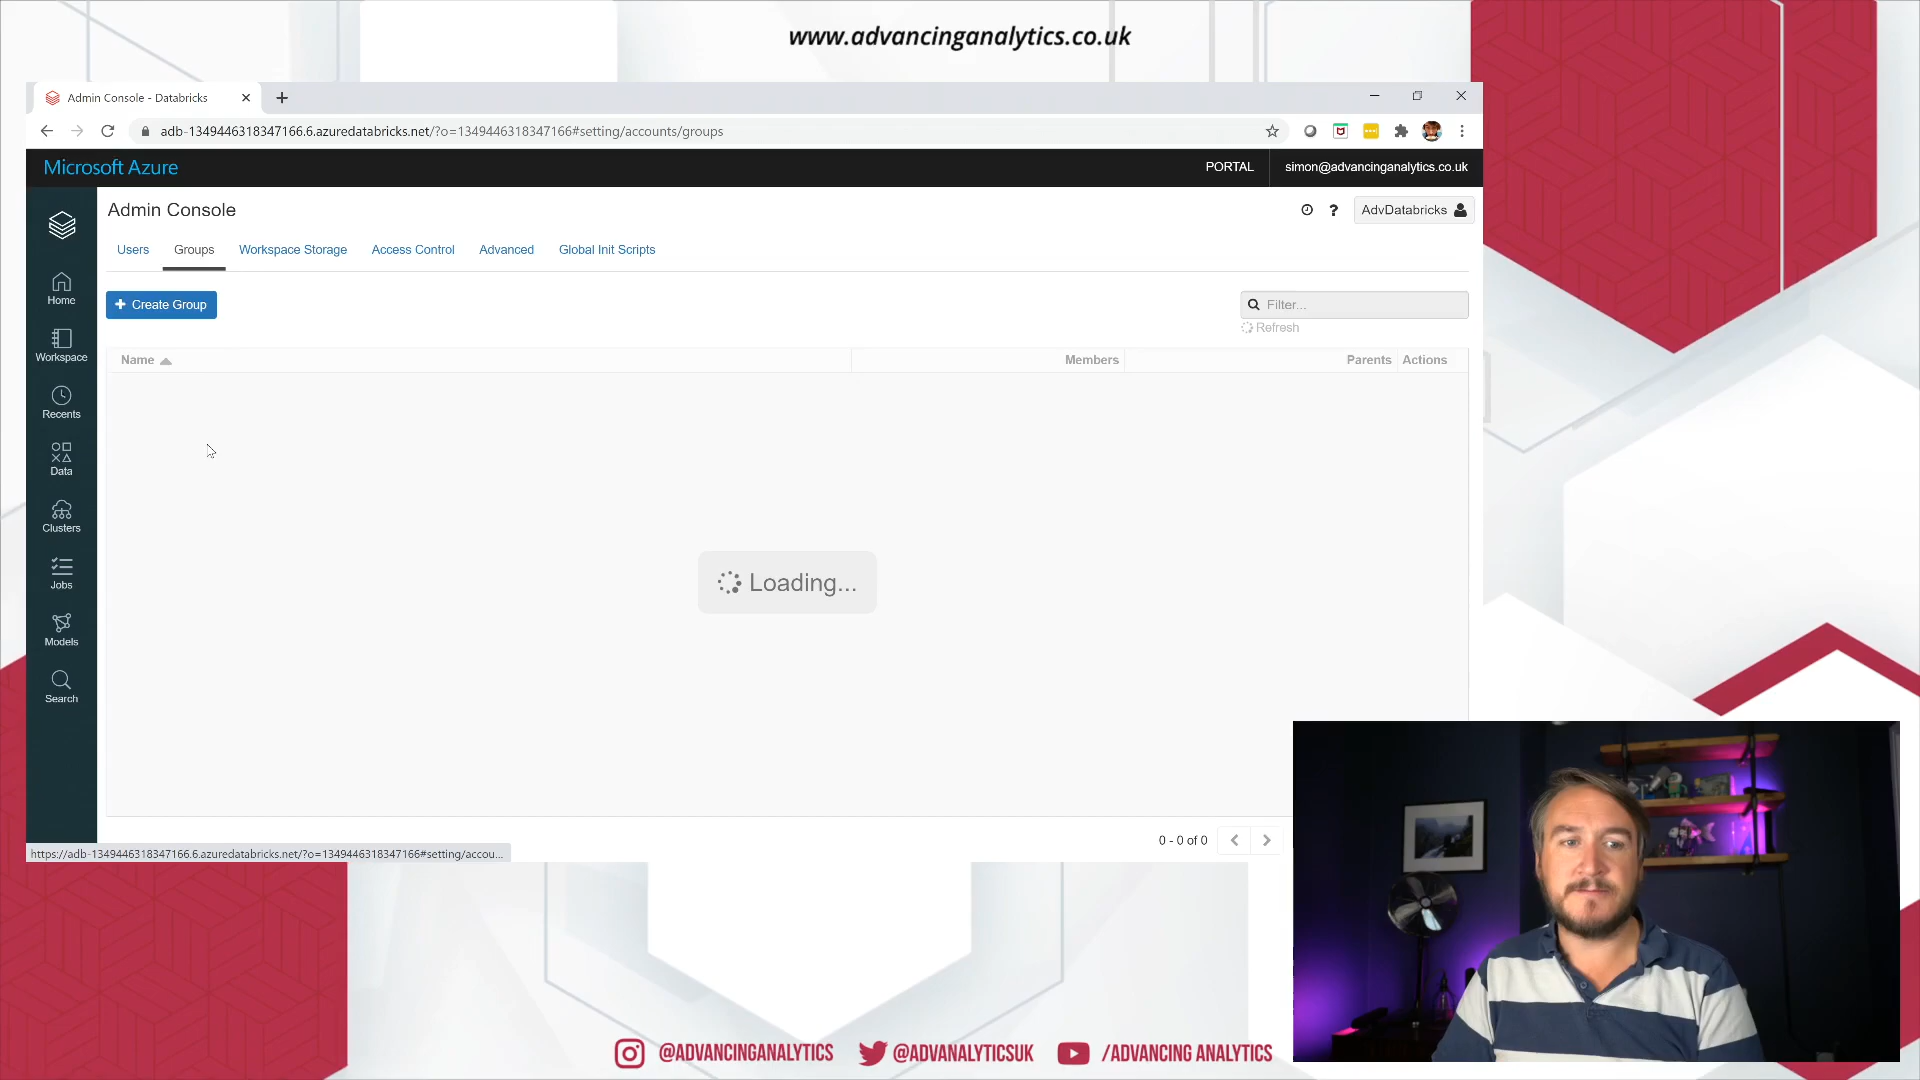 www.advancinganalytics.co.uk
Admin Console - Databricks
adb-1349446318347166.6.azuredatabricks.net/?o=1349446318347166#setting/accounts/groups
Microsoft Azure
PORTAL
simon@advancinganalytics.co.uk
Admin Console
AdvDatabricks
Users
Groups
Workspace Storage
Access Control
Advanced
Global Init Scripts
Home
Workspace
Recents
Data
Clusters
Jobs
Models
Search
+ Create Group
Filter...
Refresh
Name
Members
Parents
Actions
Loading...
0 - 0 of 0
https://adb-1349446318347166.6.azuredatabricks.net/?o=1349446318347166#setting/accou...
@ADVANCINGANALYTICS
@ADVANALYTICSUK
/ADVANCING ANALYTICS